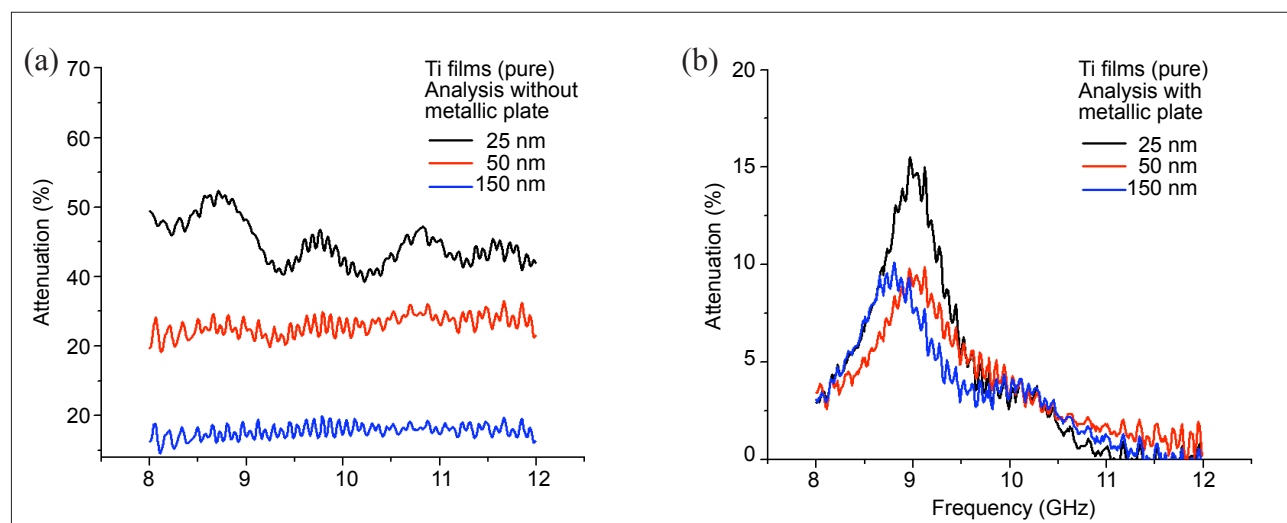 (a)
Ti films (pure)
Analysis without
metallic plate
25 nm
50 nm
150 nm
Attenuation (%)
70
60
50
40
20
20
8
9
10
11
12
(b)
Ti films (pure)
Analysis with
metallic plate
25 nm
50 nm
150 nm
Attenuation (%)
20
15
10
5
0
8
9
10
11
12
Frequency (GHz)